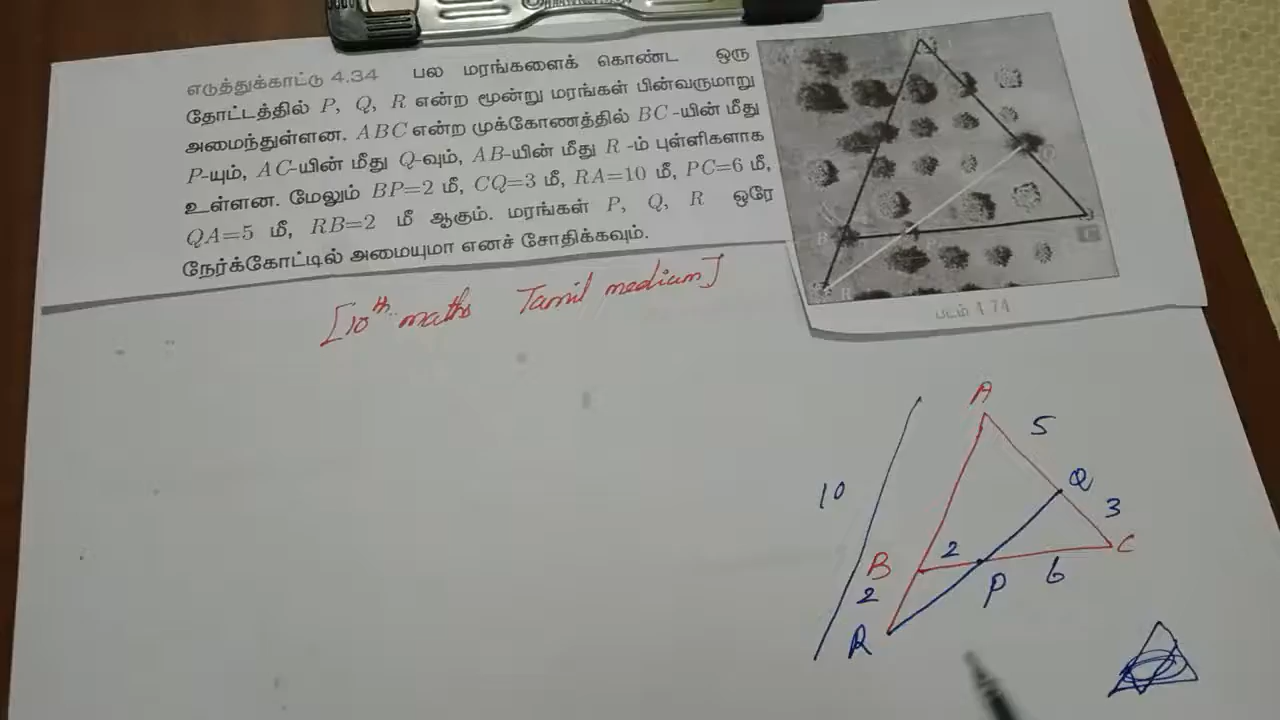 எடுத்துக்காட்டு 4.34 பல மரங்களைக் கொண்ட ஒரு
தோட்டத்தில் P, Q, R என்ற மூன்று மரங்கள் பின்வருமாறு
அமைந்துள்ளன. ABC என்ற முக்கோணத்தில் BC -யின் மீது
P-யும், AC-யின் மீது Q-வும், AB-யின் மீது R -ம் புள்ளிகளாக
உள்ளன. மேலும் BP=2 மீ, CQ=3 மீ, RA=10 மீ, PC=6 மீ,
QA=5 மீ, RB=2 மீ ஆகும். மரங்கள் P, Q, R ஒரே
நேர்க்கோட்டில் அமையுமா எனச் சோதிக்கவும்.
படம் 4.74
[10th maths Tamil medium]
A
5
Q
10
3
B 2 C
P 6
2
R